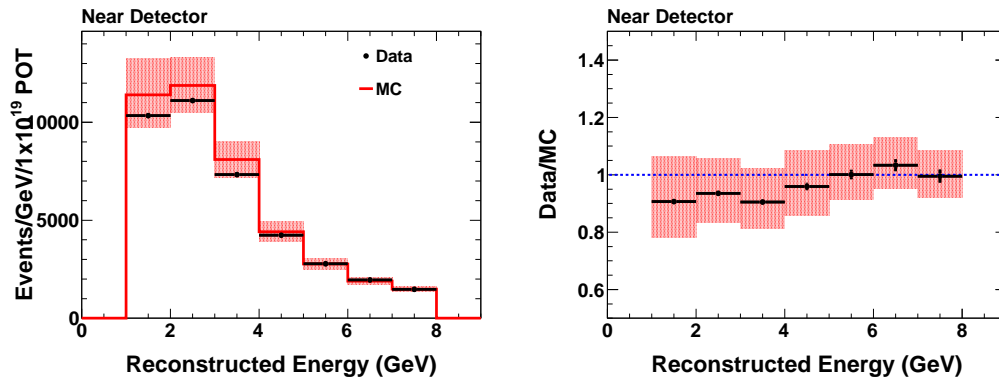 Near Detector
Events/GeV/1x10^19 POT
10000
5000
0
Data
MC
0 2 4 6 8
Reconstructed Energy (GeV)
Near Detector
Data/MC
1.4
1.2
1
0.8
0.6
0 2 4 6 8
Reconstructed Energy (GeV)